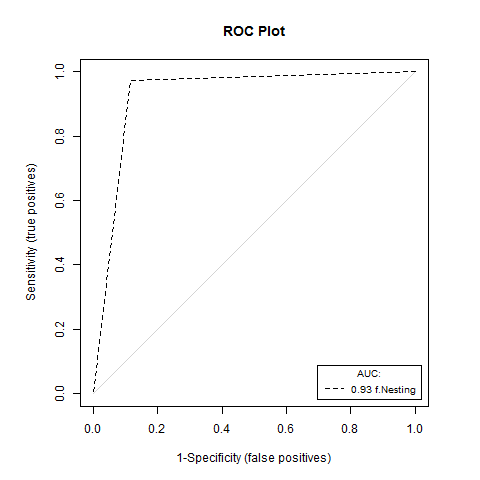 ROC Plot
Sensitivity (true positives)
1.0
0.8
0.6
0.4
0.2
0.0
AUC:
0.93 f.Nesting
0.0 0.2 0.4 0.6 0.8 1.0
1-Specificity (false positives)